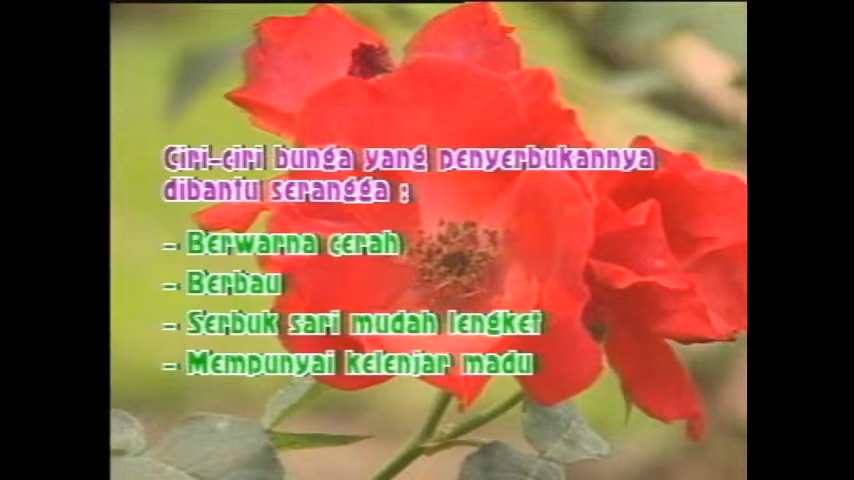 Ciri-ciri bunga yang penyerbukannya
dibantu serangga :
- Berwarna cerah
- Berbau
- Serbuk sari mudah lengket
- Mempunyai kelenjar madu